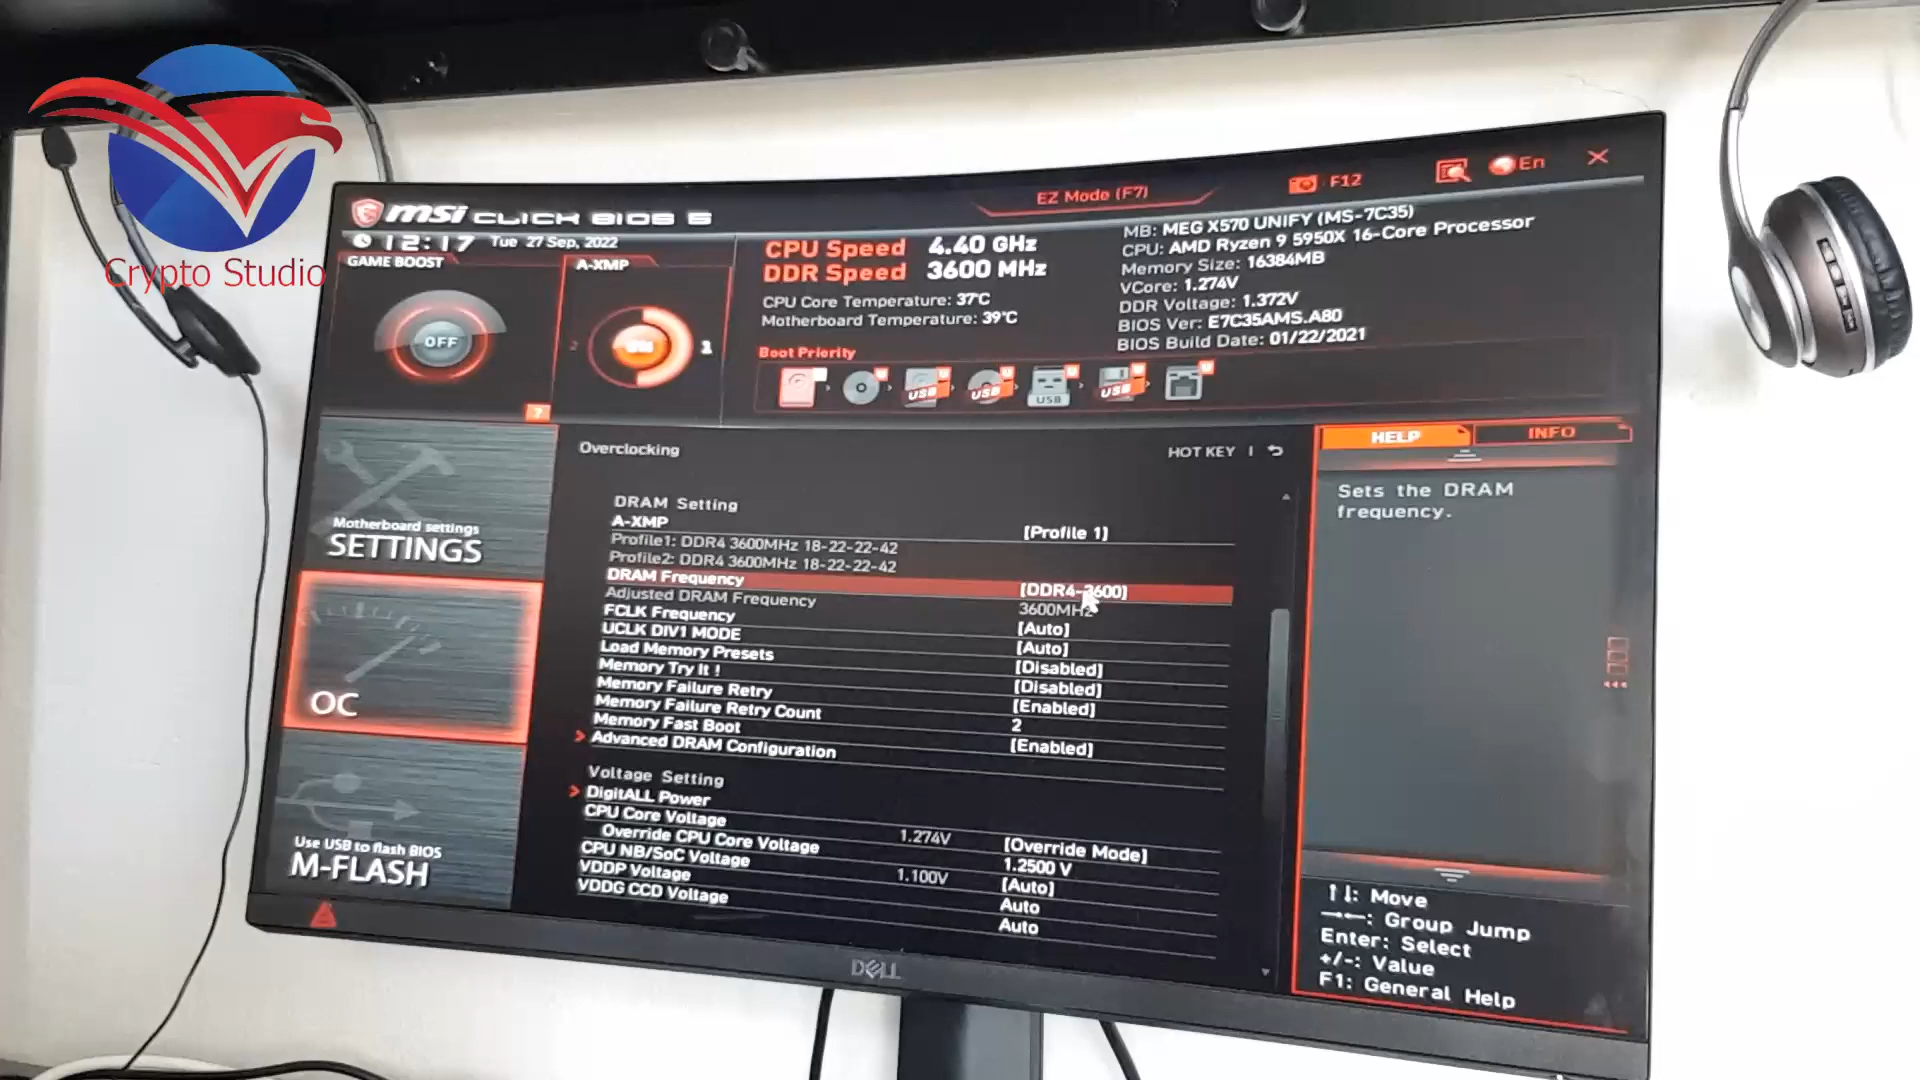 Crypto Studio
EZ Mode (F7)
F12
En
X
msi CLICK BIOS 5
12:17 Tue 27 Sep, 2022
GAME BOOST
OFF
A-XMP
2
1
CPU Speed 4.40 GHz
DDR Speed 3600 MHz
CPU Core Temperature: 37°C
Motherboard Temperature: 39°C
MB: MEG X570 UNIFY (MS-7C35)
CPU: AMD Ryzen 9 5950X 16-Core Processor
Memory Size: 16384MB
VCore: 1.274V
DDR Voltage: 1.372V
BIOS Ver: E7C35AMS.A80
BIOS Build Date: 01/22/2021
Boot Priority
USB
USB
USB
USB
?
Motherboard settings
SETTINGS
OC
Use USB to flash BIOS
M-FLASH
Overclocking
HOT KEY
DRAM Setting
A-XMP [Profile 1]
Profile1: DDR4 3600MHz 18-22-22-42
Profile2: DDR4 3600MHz 18-22-22-42
DRAM Frequency [DDR4-3600]
Adjusted DRAM Frequency 3600MHz
FCLK Frequency [Auto]
UCLK DIV1 MODE [Auto]
Load Memory Presets [Disabled]
Memory Try It ! [Disabled]
Memory Failure Retry [Enabled]
Memory Failure Retry Count 2
Memory Fast Boot [Enabled]
> Advanced DRAM Configuration
Voltage Setting
> DigitALL Power
CPU Core Voltage 1.274V [Override Mode]
Override CPU Core Voltage 1.2500 V
CPU NB/SoC Voltage 1.100V [Auto]
VDDP Voltage Auto
VDDG CCD Voltage Auto
HELP
INFO
Sets the DRAM
frequency.
↑↓: Move
→←: Group Jump
Enter: Select
+/-: Value
F1: General Help
DELL